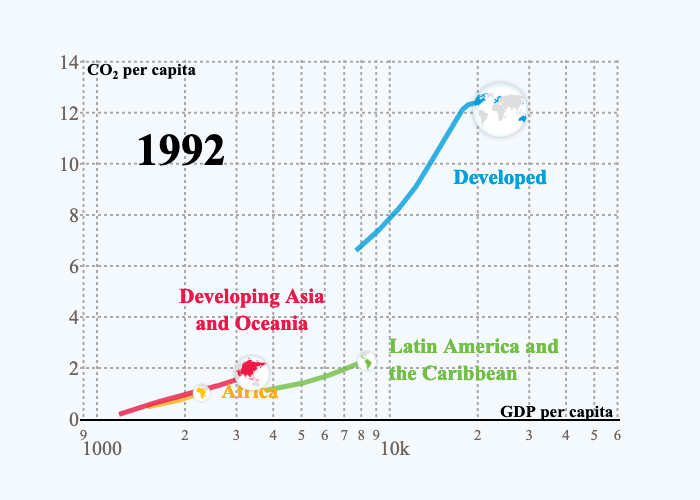 14
CO₂ per capita
12
1992
10
Developed
8
6
Developing Asia
and Oceania
4
Latin America and
the Caribbean
2
Africa
GDP per capita
0
9 2 3 4 5 6 7 8 9 2 3 4 5 6
1000 10k